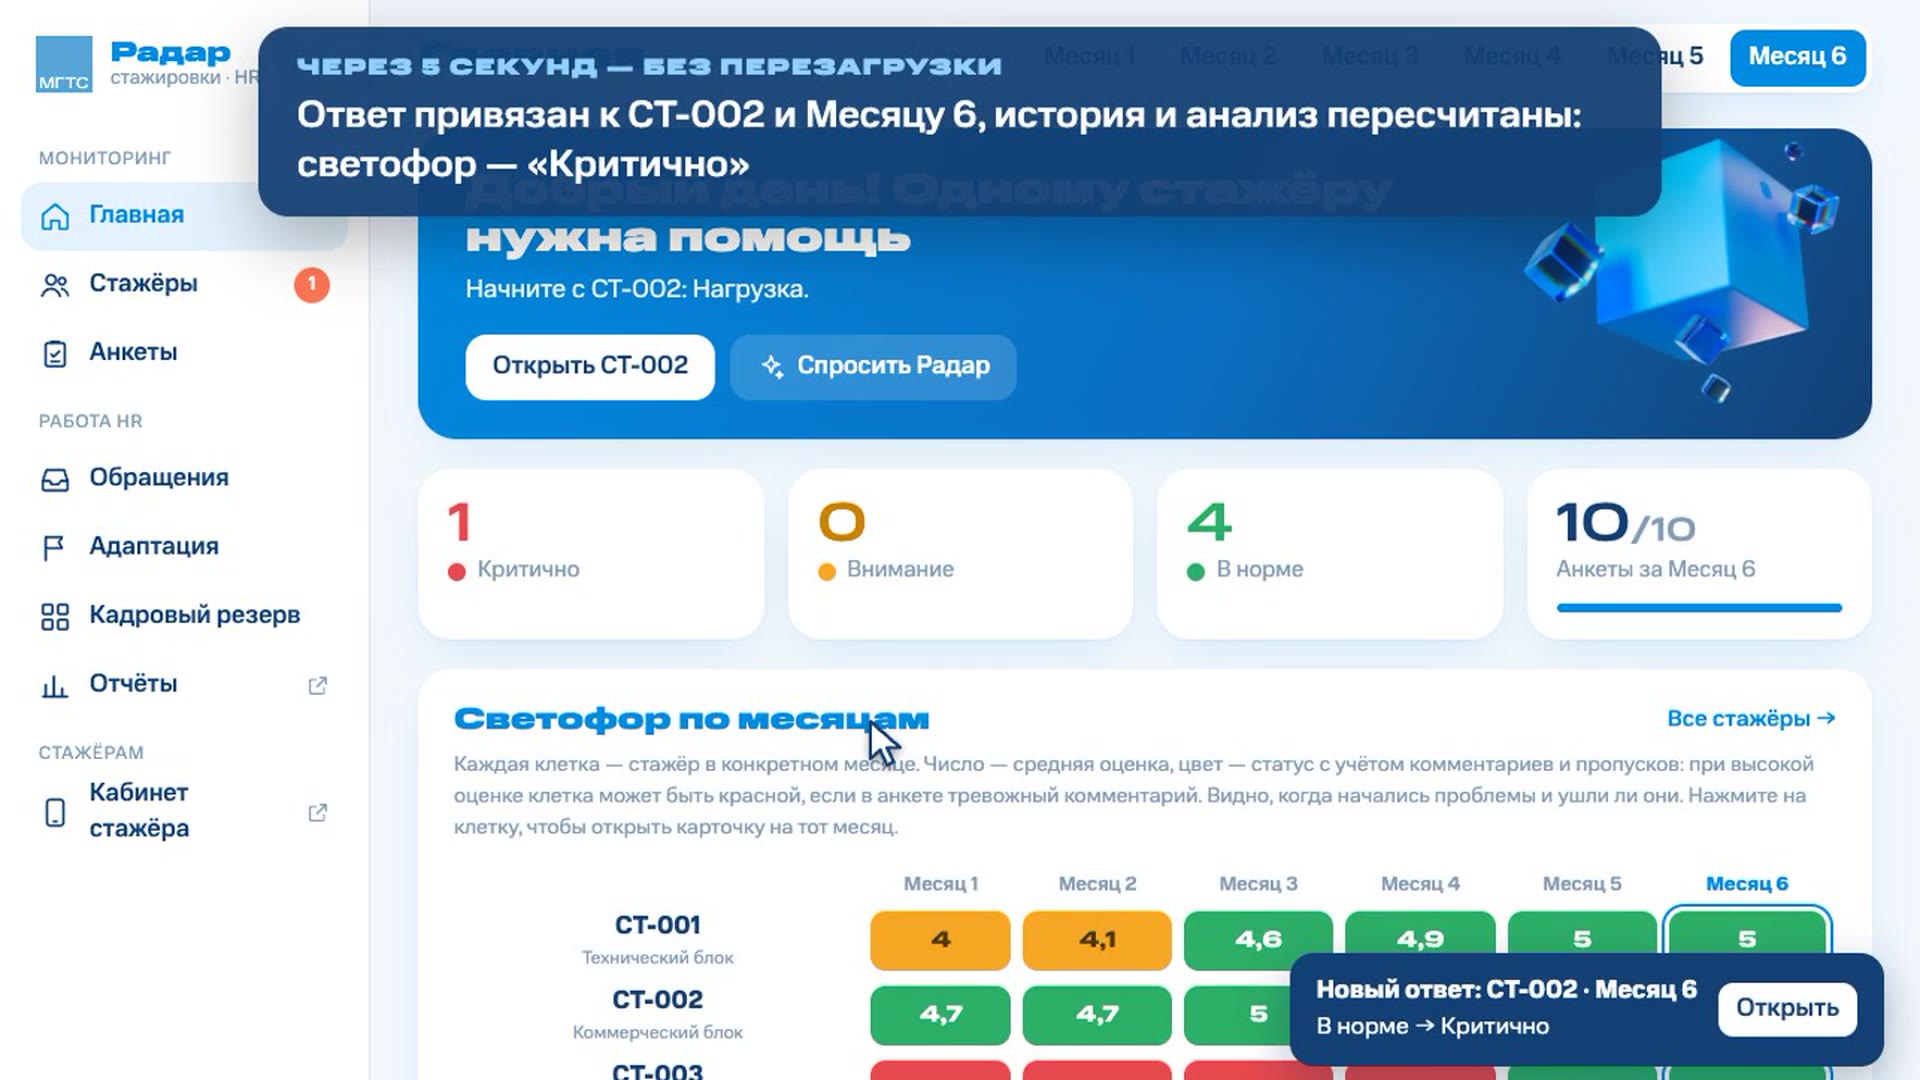 МГТС
Радар
стажировки · HR
ЧЕРЕЗ 5 СЕКУНД — БЕЗ ПЕРЕЗАГРУЗКИ
Ответ привязан к СТ-002 и Месяцу 6, история и анализ пересчитаны:
светофор — «Критично»
Месяц 1
Месяц 2
Месяц 3
Месяц 4
Месяц 5
Месяц 6
МОНИТОРИНГ
Главная
Стажёры
1
Анкеты
РАБОТА HR
Обращения
Адаптация
Кадровый резерв
Отчёты
СТАЖЁРАМ
Кабинет
стажёра
Добрый день! Одному стажёру
нужна помощь
Начните с СТ-002: Нагрузка.
Открыть СТ-002
Спросить Радар
1
Критично
0
Внимание
4
В норме
10/10
Анкеты за Месяц 6
Светофор по месяцам
Все стажёры →
Каждая клетка — стажёр в конкретном месяце. Число — средняя оценка, цвет — статус с учётом комментариев и пропусков: при высокой
оценке клетка может быть красной, если в анкете тревожный комментарий. Видно, когда начались проблемы и ушли ли они. Нажмите на
клетку, чтобы открыть карточку на тот месяц.
Месяц 1 Месяц 2 Месяц 3 Месяц 4 Месяц 5 Месяц 6
СТ-001
Технический блок
4 4,1 4,6 4,9 5 5
СТ-002
Коммерческий блок
4,7 4,7 5
СТ-003
Новый ответ: СТ-002 · Месяц 6
В норме → Критично
Открыть